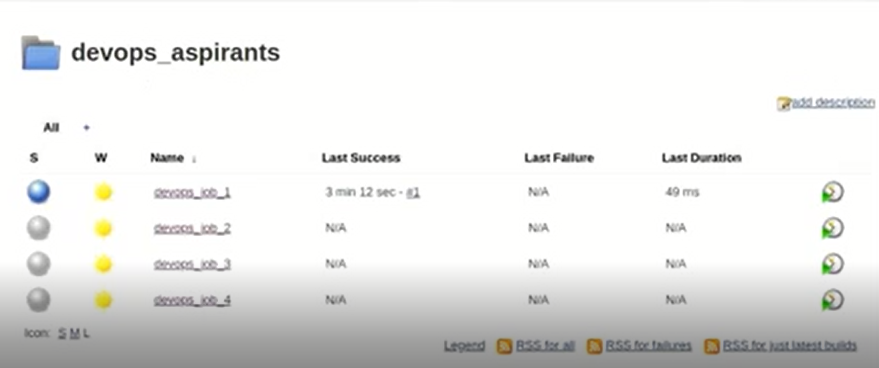 devops_aspirants
add description
All +
S W Name ↓ Last Success Last Failure Last Duration
devops_job_1 3 min 12 sec - #1 N/A 49 ms
devops_job_2 N/A N/A N/A
devops_job_3 N/A N/A N/A
devops_job_4 N/A N/A N/A
Icon: S M L
Legend RSS for all RSS for failures RSS for just latest builds